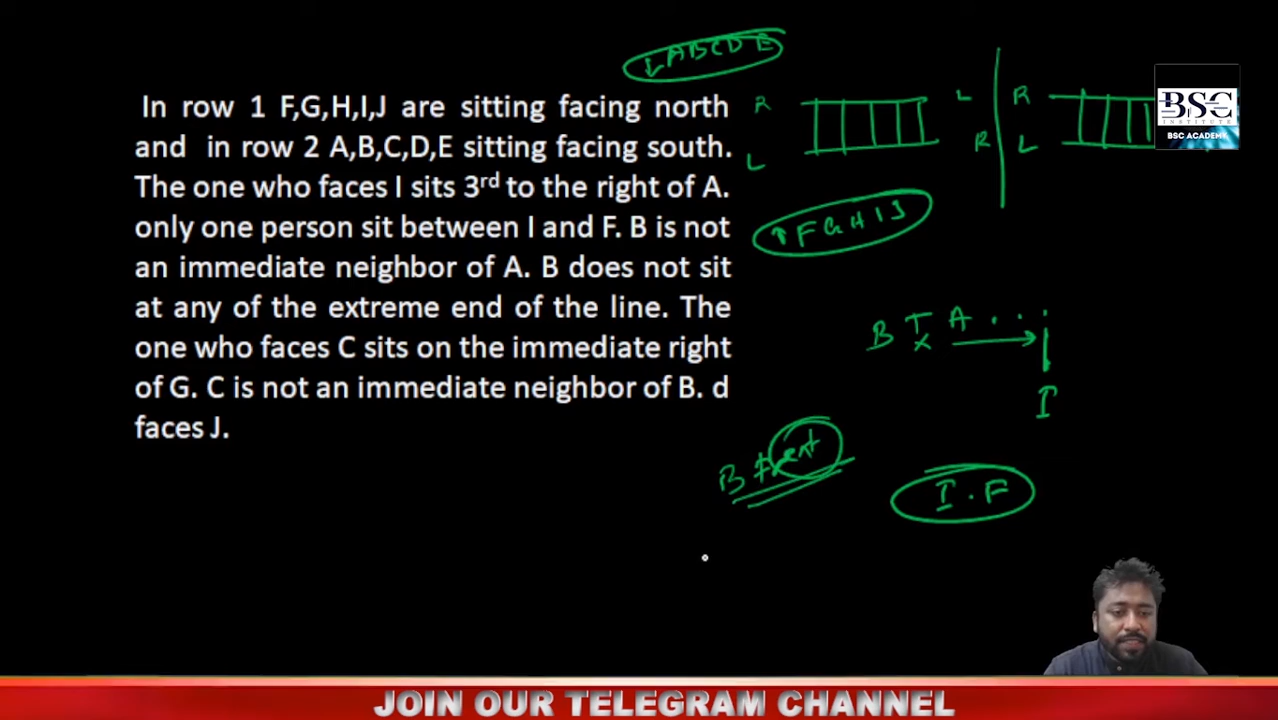 ↓ A B C D E
In row 1 F,G,H,I,J are sitting facing north
and in row 2 A,B,C,D,E sitting facing south.
The one who faces I sits 3rd to the right of A.
only one person sit between I and F. B is not
an immediate neighbor of A. B does not sit
at any of the extreme end of the line. The
one who faces C sits on the immediate right
of G. C is not an immediate neighbor of B. d
faces J.
R L
L R
R
L
BSC
INSTITUTE
BSC ACADEMY
↑ F G H I J
B T A . . .
x
I
B
I . F
JOIN OUR TELEGRAM CHANNEL